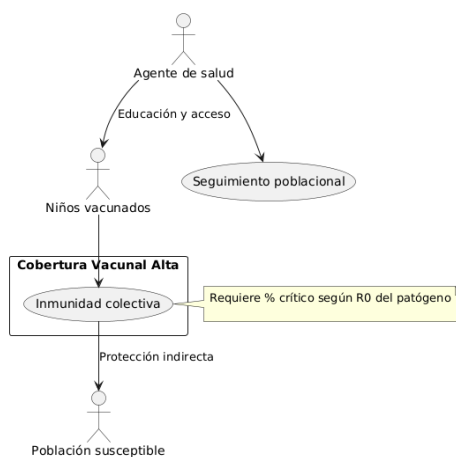 Agente de salud
Educación y acceso
Niños vacunados
Seguimiento poblacional
Cobertura Vacunal Alta
Inmunidad colectiva
Requiere % crítico según R0 del patógeno
Protección indirecta
Población susceptible